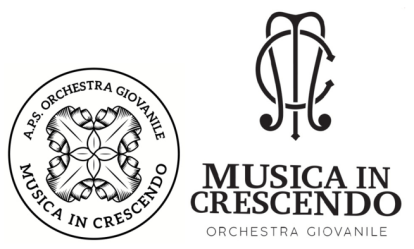 A.P.S. ORCHESTRA GIOVANILE
MUSICA IN CRESCENDO
MUSICA IN
CRESCENDO
ORCHESTRA GIOVANILE